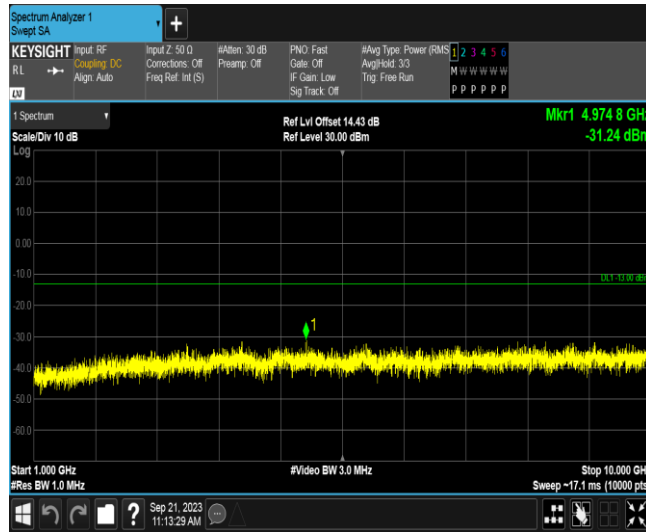 Spectrum Analyzer 1
Swept SA
+
KEYSIGHT Input: RF Input Z: 50 Ω #Atten: 30 dB PNO: Fast #Avg Type: Power (RMS 1 2 3 4 5 6
RL Coupling: DC Corrections: Off Preamp: Off Gate: Off Avg|Hold: 3/3 M W W W W W
Align: Auto Freq Ref: Int (S) IF Gain: Low Trig: Free Run
LXI Sig Track: Off P P P P P P
1 Spectrum Ref Lvl Offset 14.43 dB Mkr1 4.974 8 GHz
Scale/Div 10 dB Ref Level 30.00 dBm -31.24 dBm
Log
20.0
10.0
0.00
-10.0
DL1 -13.00 dBm
-20.0
-30.0
1
-40.0
-50.0
-60.0
Start 1.000 GHz #Video BW 3.0 MHz Stop 10.000 GHz
#Res BW 1.0 MHz Sweep ~17.1 ms (10000 pts
? Sep 21, 2023
11:13:29 AM